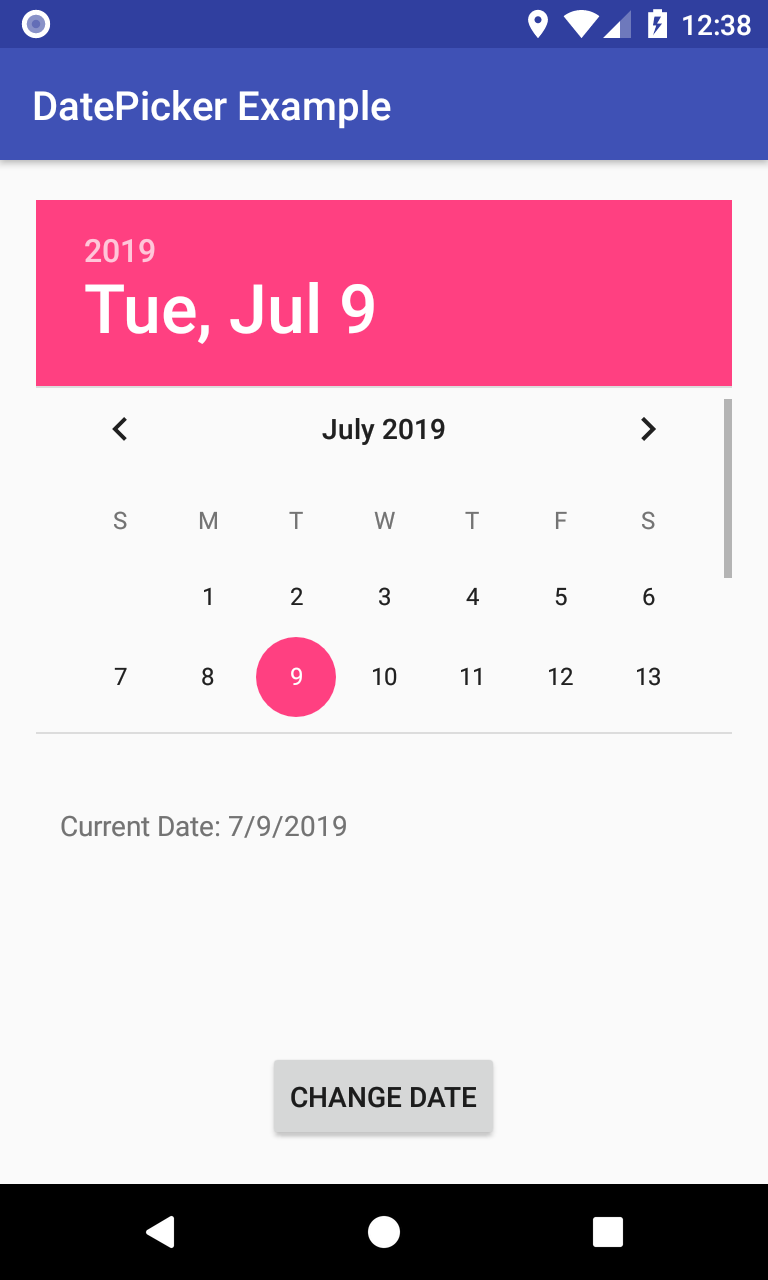 12:38
DatePicker Example
2019
Tue, Jul 9
July 2019
S M T W T F S
1 2 3 4 5 6
7 8 9 10 11 12 13
Current Date: 7/9/2019
CHANGE DATE